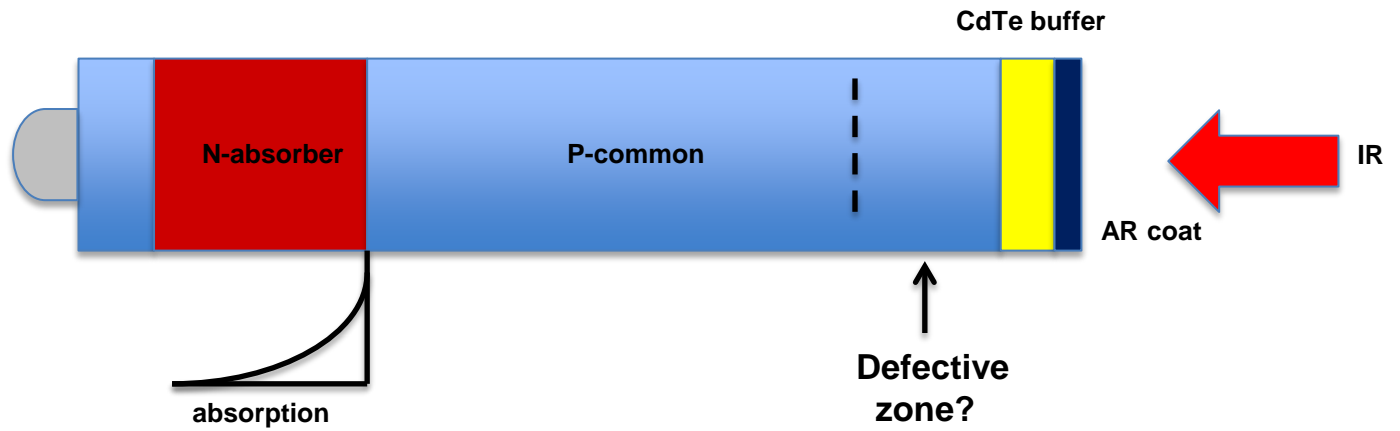 CdTe buffer
N-absorber
P-common
IR
AR coat
Defective
zone?
absorption